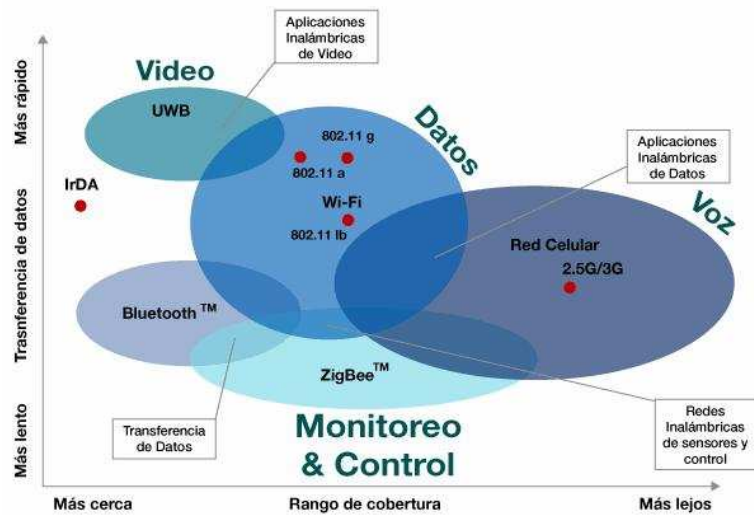 Aplicaciones
Inalámbricas
de Video
Video
UWB
Datos
802.11 g
802.11 a
Wi-Fi
802.11 lb
Aplicaciones
Inalámbricas
de Datos
Voz
IrDA
Red Celular
2.5G/3G
Bluetooth TM
ZigBee TM
Transferencia
de Datos
Monitoreo
& Control
Redes
Inalámbricas
de sensores y
control
Más rápido
Trasnferencia de datos
Más lento
Más cerca
Rango de cobertura
Más lejos